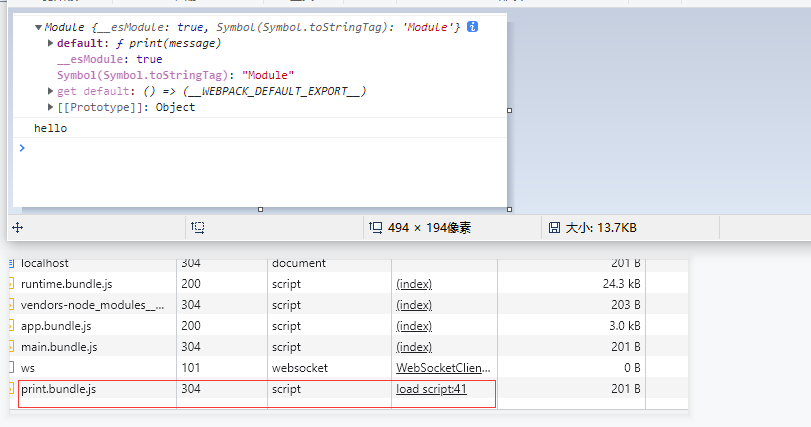 Module {__esModule: true, Symbol(Symbol.toStringTag): 'Module'}
default: ƒ print(message)
__esModule: true
Symbol(Symbol.toStringTag): "Module"
get default: () => (__WEBPACK_DEFAULT_EXPORT__)
[[Prototype]]: Object
hello
494 × 194像素 大小: 13.7KB
localhost 304 document 201 B
runtime.bundle.js 200 script (index) 24.3 kB
vendors-node_modules__... 304 script (index) 203 B
app.bundle.js 200 script (index) 3.0 kB
main.bundle.js 304 script (index) 201 B
ws 101 websocket WebSocketClien... 0 B
print.bundle.js 304 script load script:41 201 B